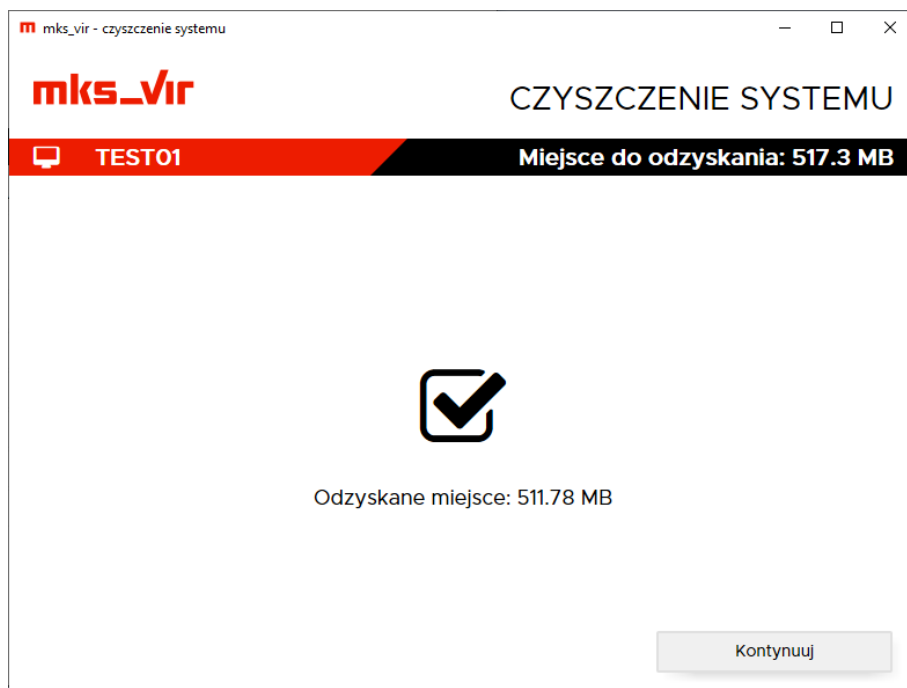 mks_vir - czyszczenie systemu
mks_vir
CZYSZCZENIE SYSTEMU
TEST01
Miejsce do odzyskania: 517.3 MB
Odzyskane miejsce: 511.78 MB
Kontynuuj